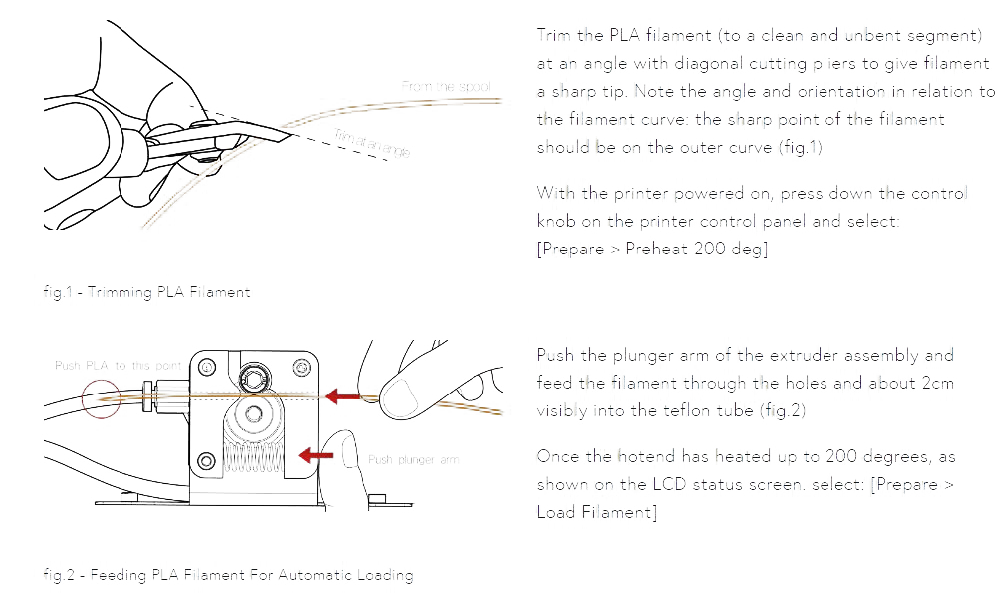 From the spool
Trim at an angle
fig.1 - Trimming PLA Filament
Trim the PLA filament (to a clean and unbent segment)
at an angle with diagonal cutting p iers to give filament
a sharp tip. Note the angle and orientation in relation to
the filament curve: the sharp point of the filament
should be on the outer curve (fig.1)
With the printer powered on, press down the control
knob on the printer control panel and select:
[Prepare > Preheat 200 deg]
Push PLA to this point
Push plunger arm
fig.2 - Feeding PLA Filament For Automatic Loading
Push the plunger arm of the extruder assembly and
feed the filament through the holes and about 2cm
visibly into the teflon tube (fig.2)
Once the hotend has heated up to 200 degrees, as
shown on the LCD status screen. select: [Prepare >
Load Filament]